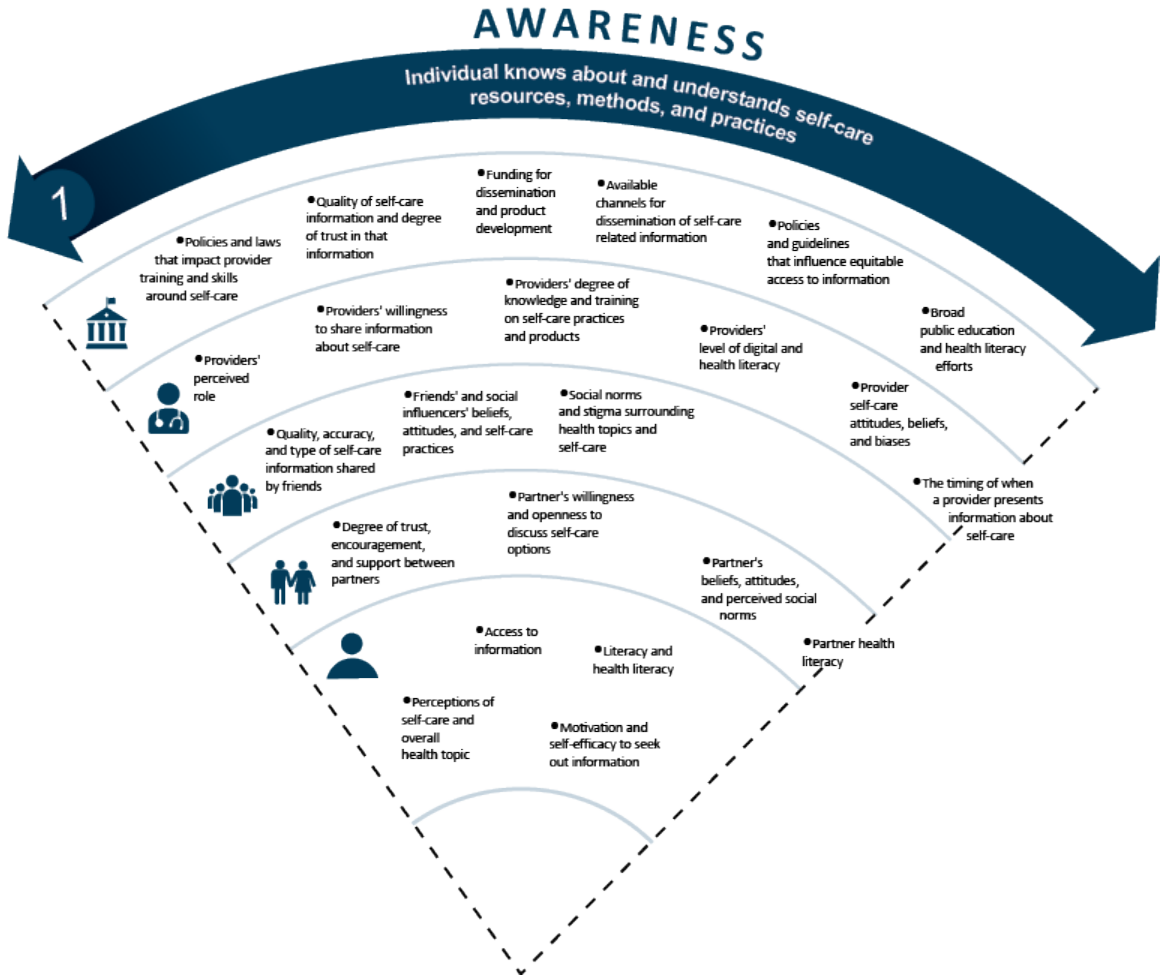 AWARENESS
Individual knows about and understands self-care
resources, methods, and practices
1
•Policies and laws
that impact provider
training and skills
around self-care
•Quality of self-care
information and degree
of trust in that
information
•Funding for
dissemination
and product
development
•Available
channels for
dissemination of self-care
related information
•Policies
and guidelines
that influence equitable
access to information
•Broad
public education
and health literacy
efforts
•Providers'
perceived
role
•Providers' willingness
to share information
about self-care
•Providers' degree of
knowledge and training
on self-care practices
and products
•Providers'
level of digital and
health literacy
•Provider
self-care
attitudes, beliefs,
and biases
•The timing of when
a provider presents
information about
self-care
•Quality, accuracy,
and type of self-care
information shared
by friends
•Friends' and social
influencers' beliefs,
attitudes, and self-care
practices
•Social norms
and stigma surrounding
health topics and
self-care
•Degree of trust,
encouragement,
and support between
partners
•Partner's willingness
and openness to
discuss self-care
options
•Partner's
beliefs, attitudes,
and perceived social
norms
•Partner health
literacy
•Access to
information
•Literacy and
health literacy
•Perceptions of
self-care and
overall
health topic
•Motivation and
self-efficacy to seek
out information